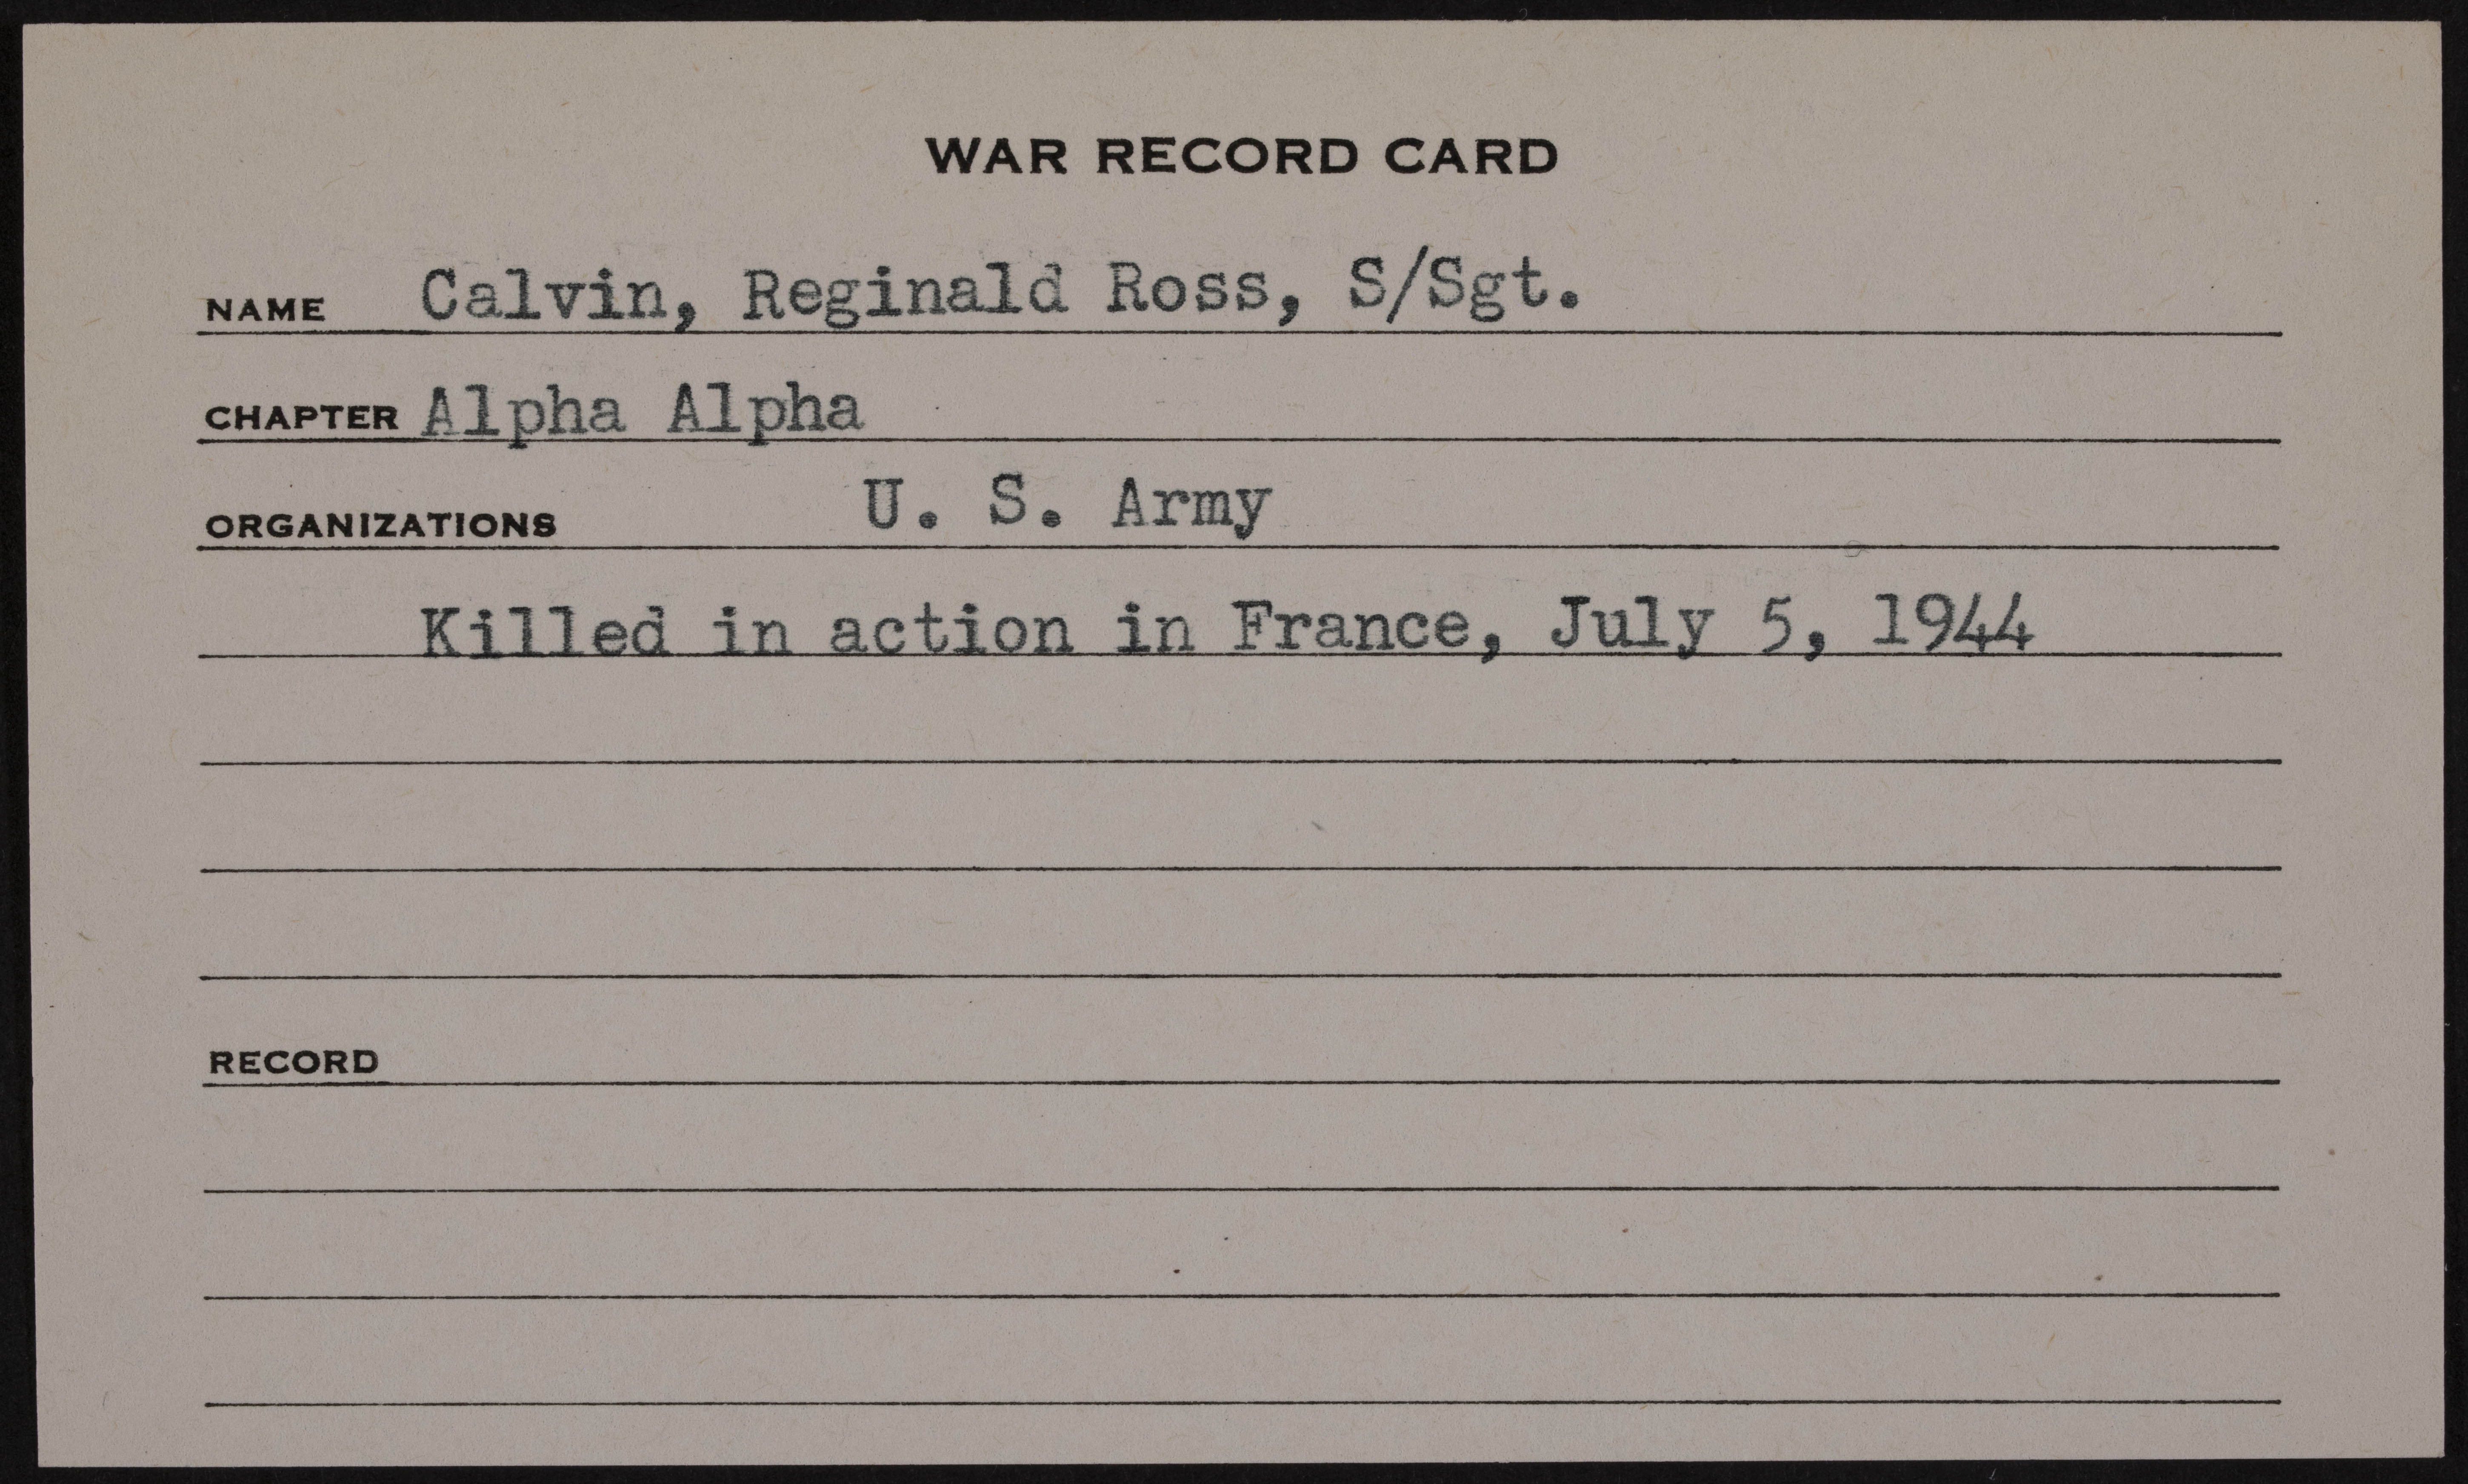 WAR RECORD CARD
NAME Calvin, Reginald Ross, S/Sgt.
CHAPTER Alpha Alpha
ORGANIZATIONS U. S. Army
Killed in action in France, July 5, 1944
RECORD